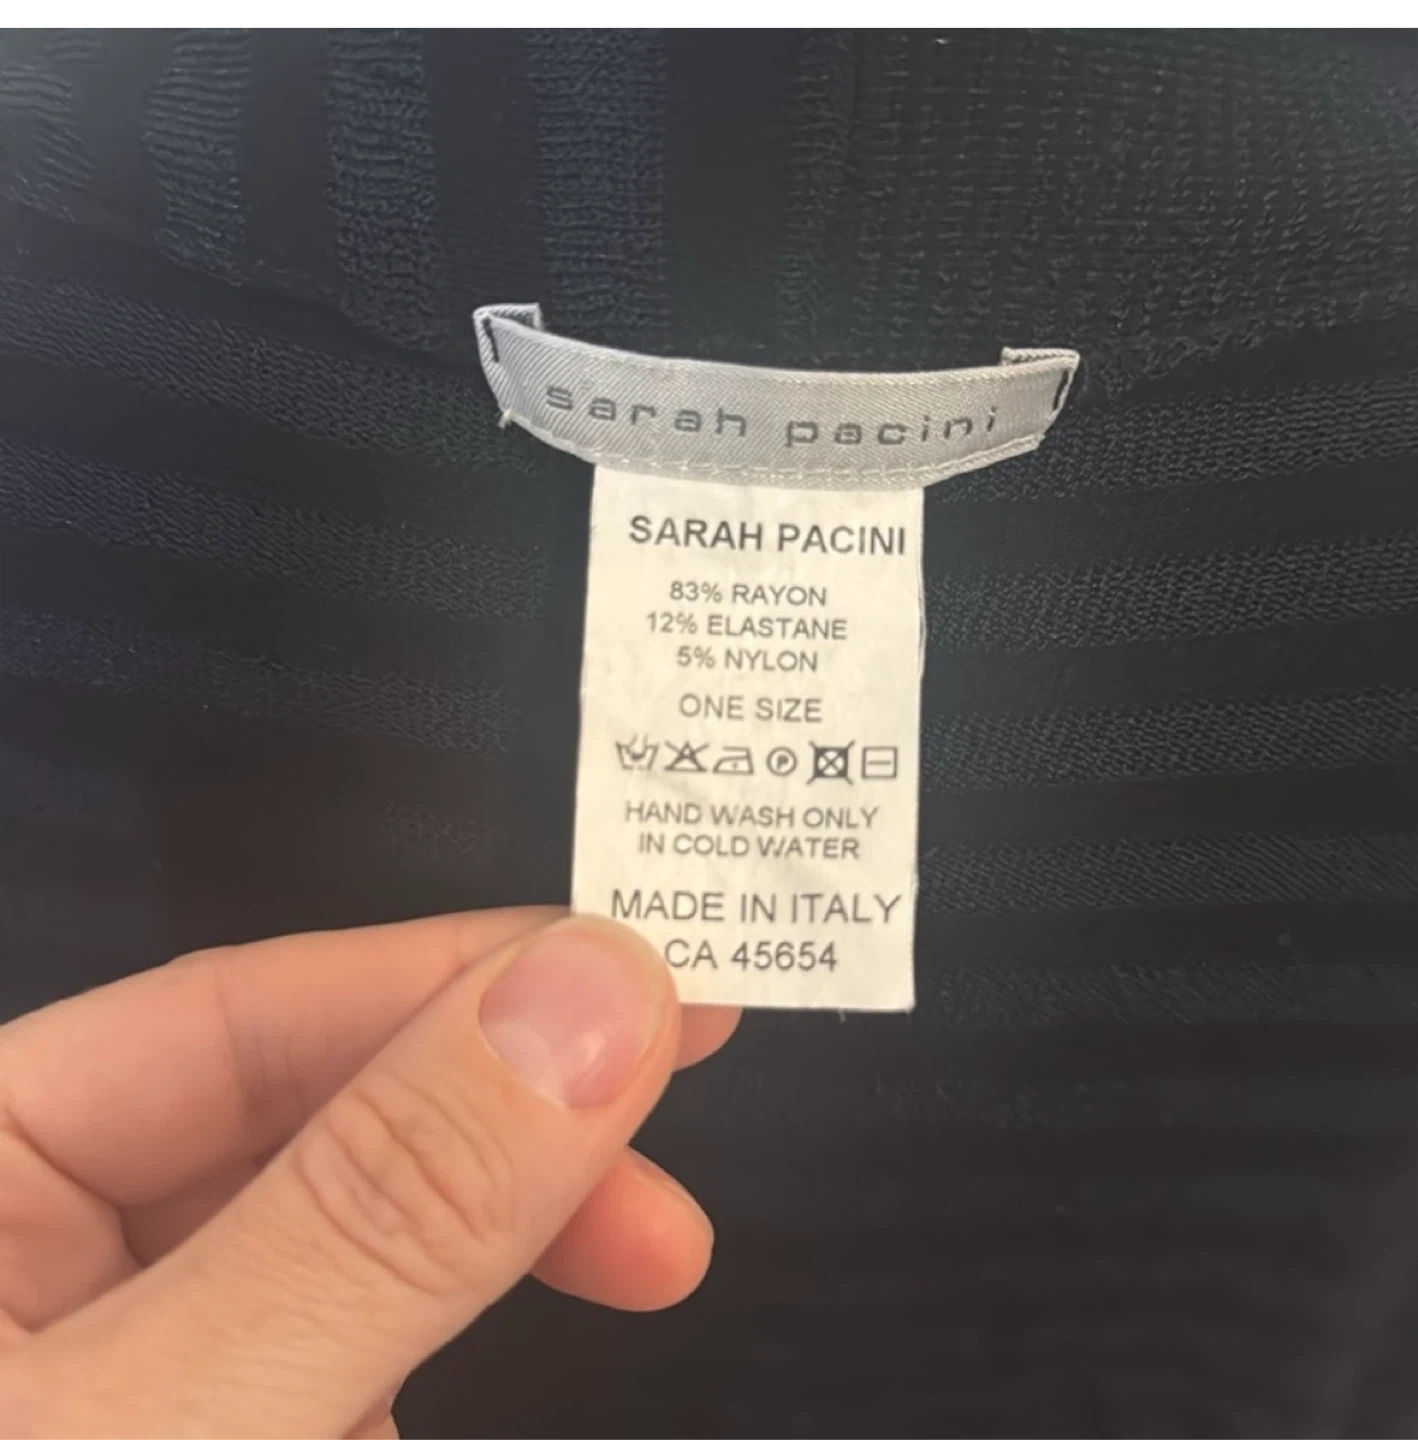 sarah pacini
SARAH PACINI
83% RAYON
12% ELASTANE
5% NYLON
ONE SIZE
P
HAND WASH ONLY
IN COLD WATER
MADE IN ITALY
CA 45654